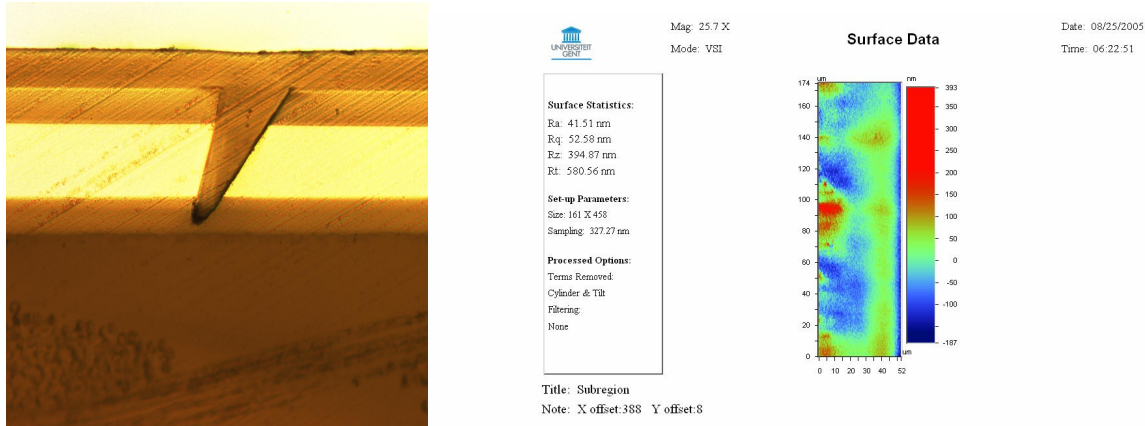 UNIVERSITEIT
GENT
Mag: 25.7 X
Mode: VSI
Surface Data
Date: 08/25/2005
Time: 06:22:51
Surface Statistics:
Ra: 41.51 nm
Rq: 52.58 nm
Rz: 394.87 nm
Rt: 580.56 nm
Set-up Parameters:
Size: 161 X 458
Sampling: 327.27 nm
Processed Options:
Terms Removed:
Cylinder & Tilt
Filtering:
None
um
174
160
140
120
100
80
60
40
20
0
0 10 20 30 40 52
um
nm
393
350
300
250
200
150
100
50
0
-50
-100
-187
Title: Subregion
Note: X offset:388 Y offset:8